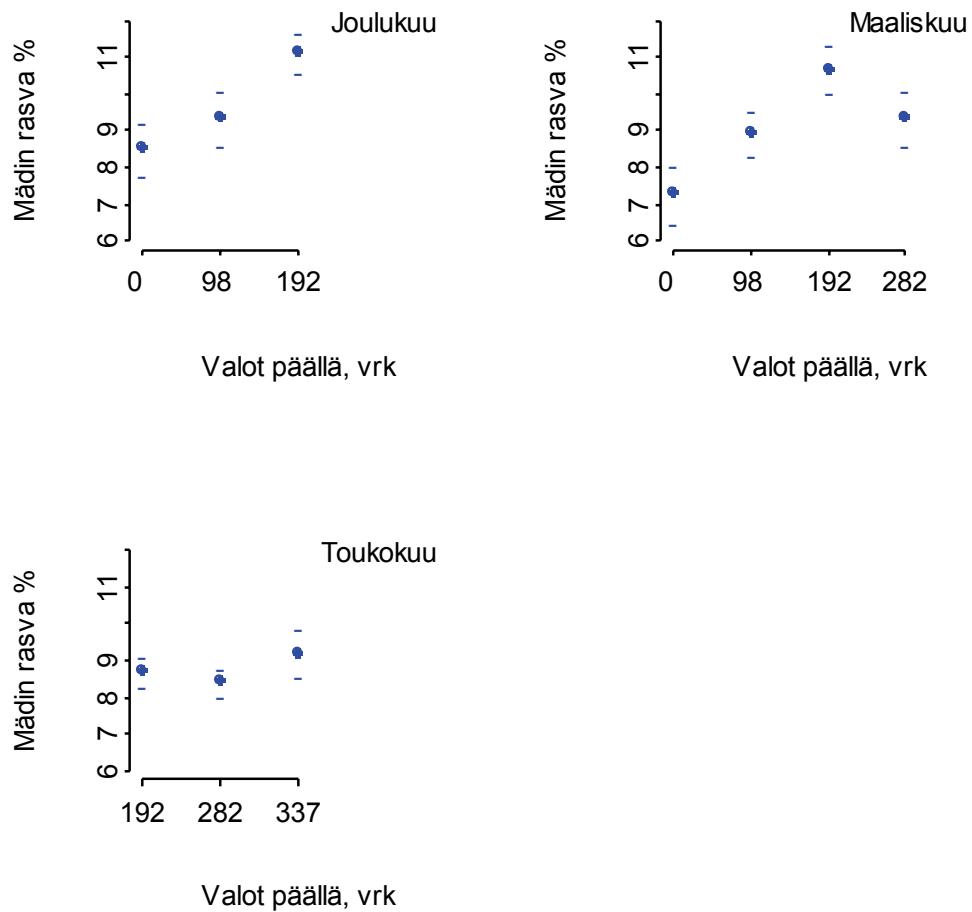 Joulukuu
Mädin rasva %
11
9
8
7
6
0 98 192
Valot päällä, vrk
Maaliskuu
Mädin rasva %
11
9
8
7
6
0 98 192 282
Valot päällä, vrk
Toukokuu
Mädin rasva %
11
9
8
7
6
192 282 337
Valot päällä, vrk